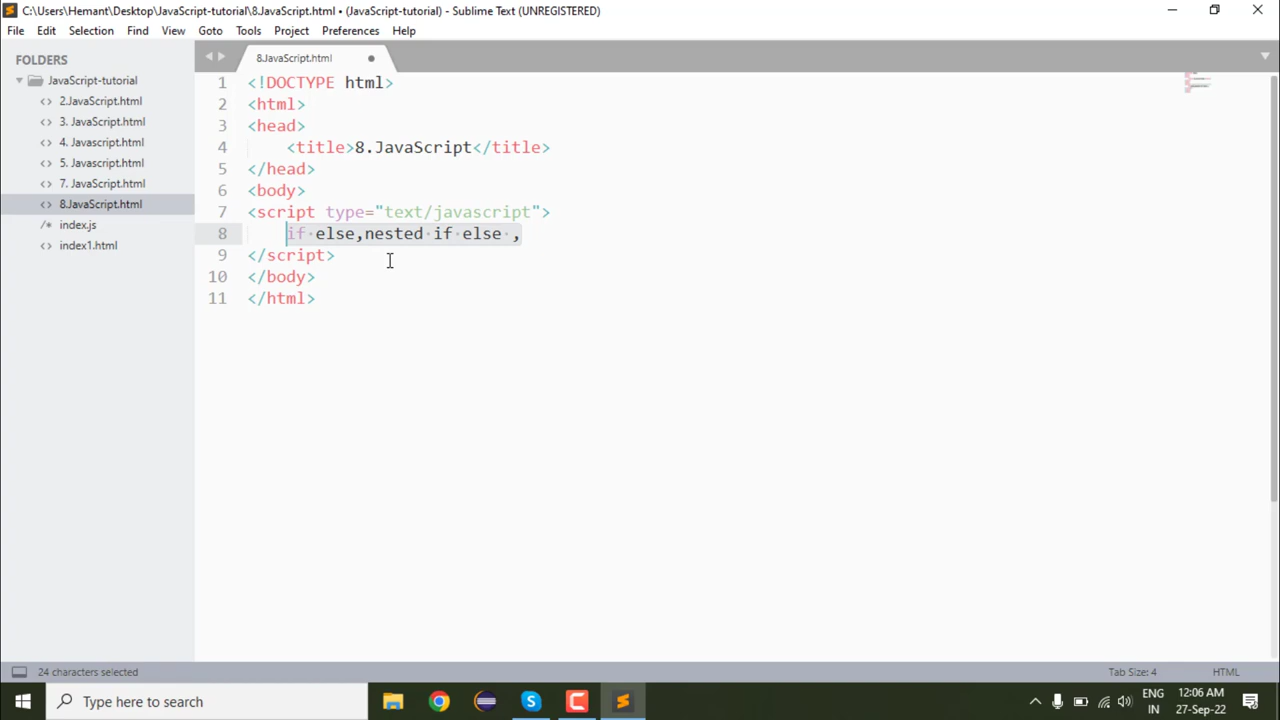 C:\Users\Hemant\Desktop\JavaScript-tutorial\8.JavaScript.html • (JavaScript-tutorial) - Sublime Text (UNREGISTERED)
File Edit Selection Find View Goto Tools Project Preferences Help
FOLDERS
JavaScript-tutorial
2.JavaScript.html
3. JavaScript.html
4. Javascript.html
5. Javascript.html
7. JavaScript.html
8.JavaScript.html
index.js
index1.html
8.JavaScript.html
1 <!DOCTYPE html>
2 <html>
3 <head>
4 <title>8.JavaScript</title>
5 </head>
6 <body>
7 <script type="text/javascript">
8 if else,nested if else ,
9 </script>
10 </body>
11 </html>
24 characters selected
Tab Size: 4
HTML
Type here to search
ENG
IN
12:06 AM
27-Sep-22